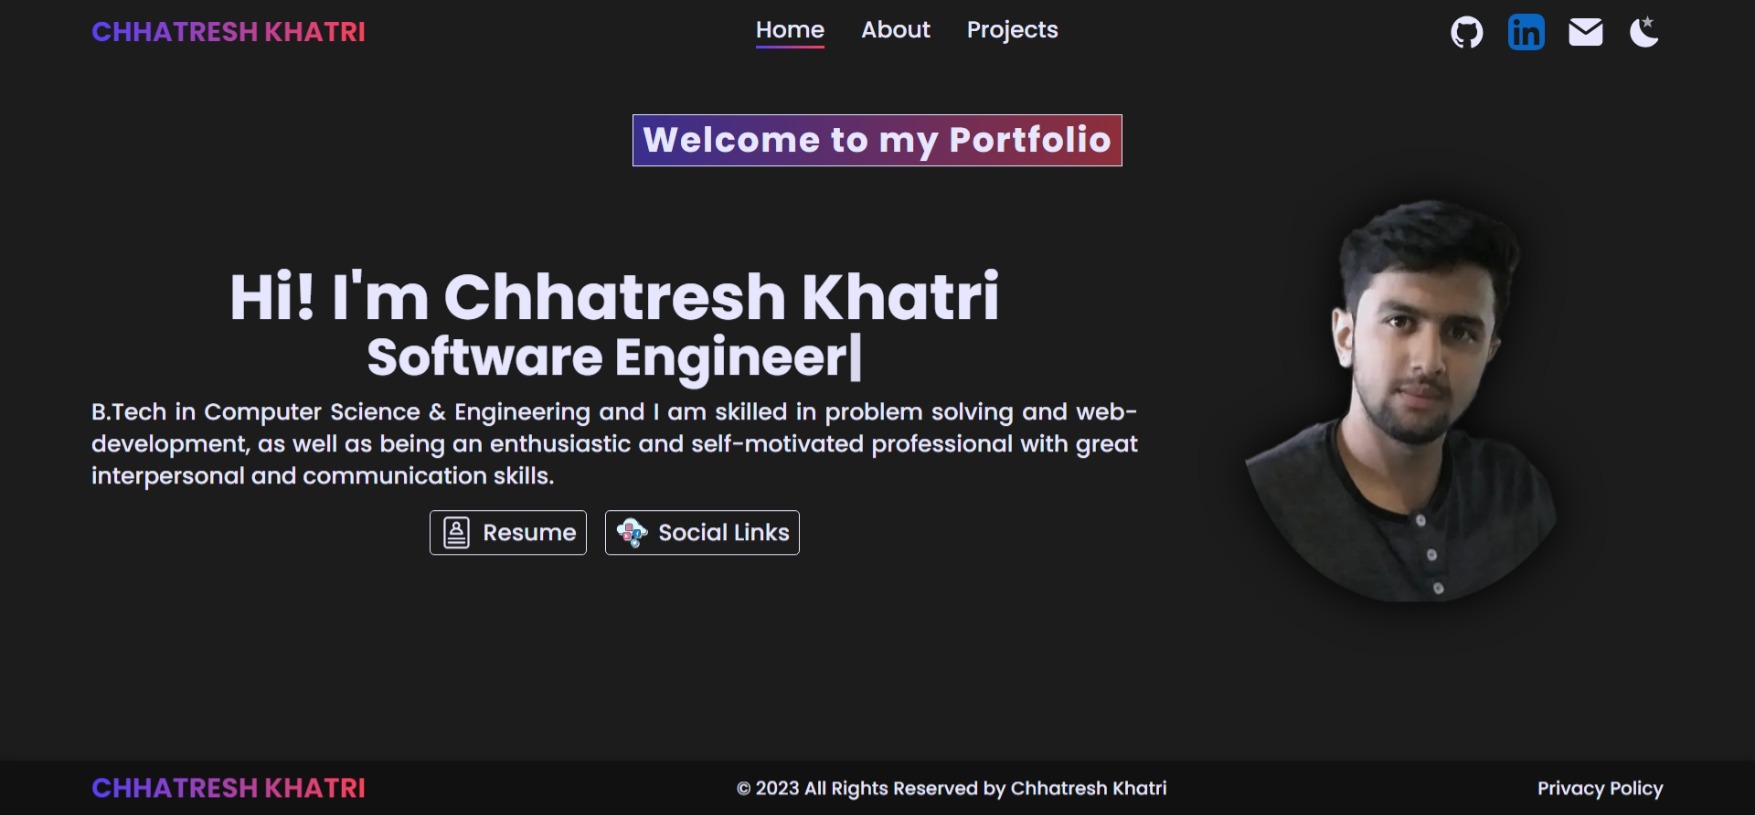 CHHATRESH KHATRI
Home About Projects
Welcome to my Portfolio
Hi! I'm Chhatresh Khatri
Software Engineer|
B.Tech in Computer Science & Engineering and I am skilled in problem solving and web-
development, as well as being an enthusiastic and self-motivated professional with great
interpersonal and communication skills.
Resume Social Links
CHHATRESH KHATRI
© 2023 All Rights Reserved by Chhatresh Khatri
Privacy Policy